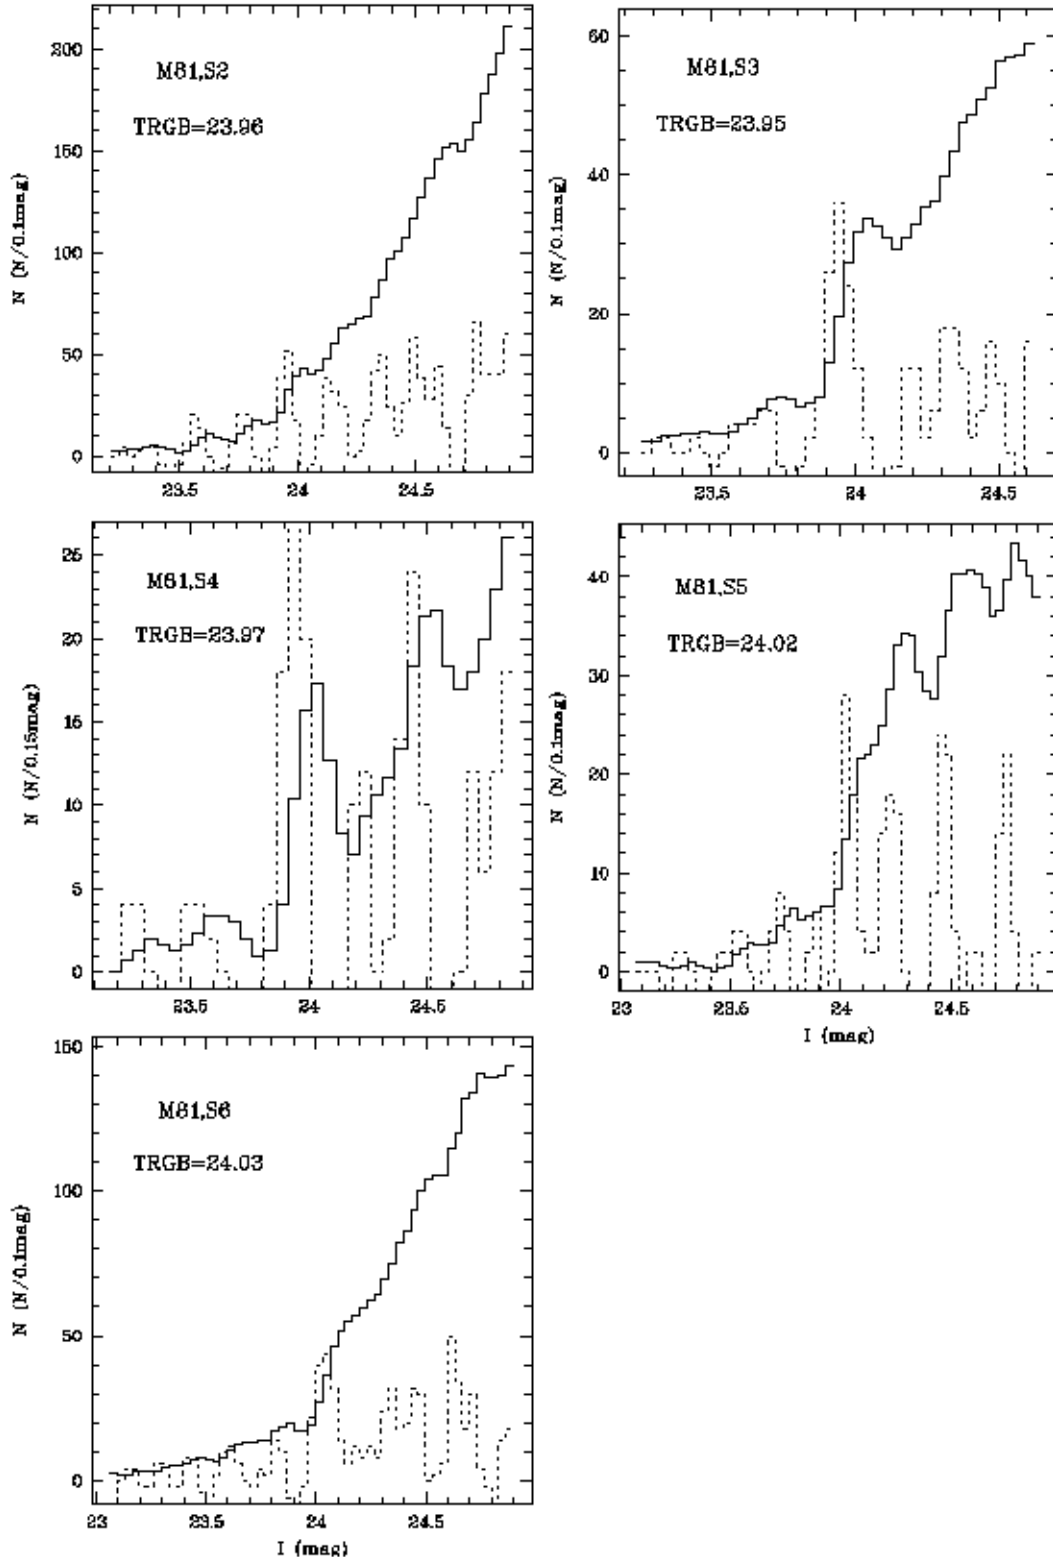 M81,S2
TRGB=23.96
N (N/0.1mag)
200
150
100
50
0
23.5 24 24.5
M81,S3
TRGB=23.95
N (N/0.1mag)
60
40
20
0
23.5 24 24.5
M81,S4
TRGB=23.97
N (N/0.15mag)
25
20
15
10
5
0
23.5 24 24.5
M81,S5
TRGB=24.02
N (N/0.1mag)
40
30
20
10
0
23 23.5 24 24.5
I (mag)
M81,S6
TRGB=24.03
N (N/0.1mag)
150
100
50
0
23 23.5 24 24.5
I (mag)